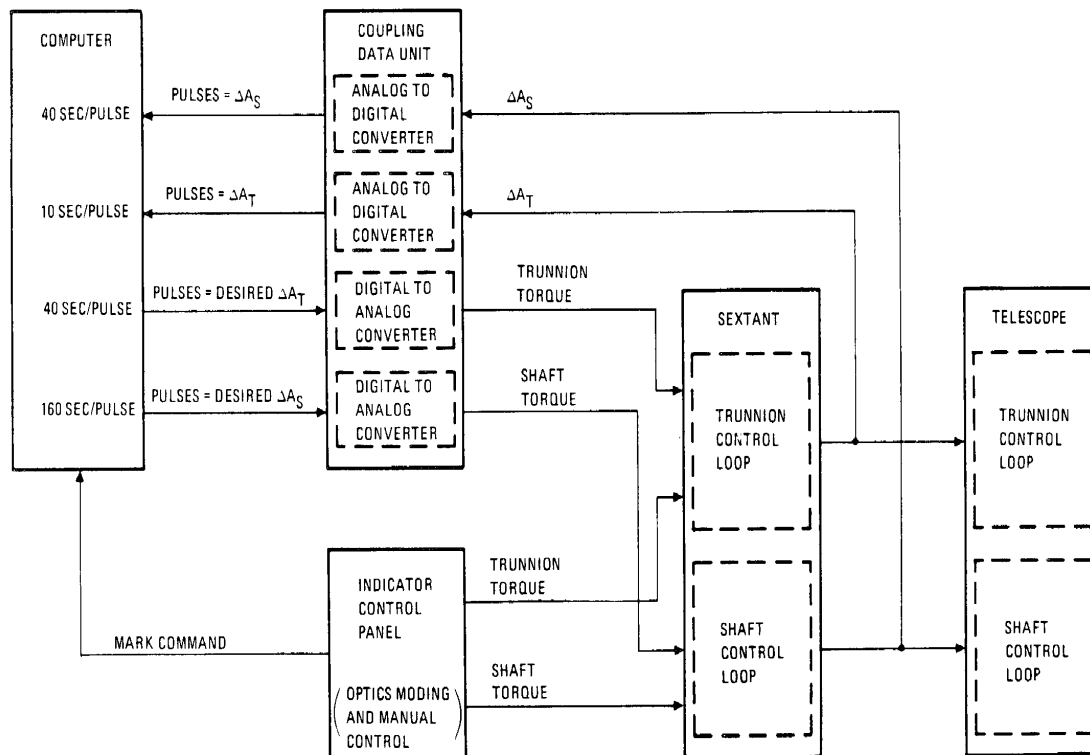 COMPUTER
40 SEC/PULSE
10 SEC/PULSE
40 SEC/PULSE
160 SEC/PULSE
PULSES = ΔA_S
PULSES = ΔA_T
PULSES = DESIRED ΔA_T
PULSES = DESIRED ΔA_S
COUPLING
DATA UNIT
ANALOG TO
DIGITAL
CONVERTER
ANALOG TO
DIGITAL
CONVERTER
DIGITAL TO
ANALOG
CONVERTER
DIGITAL TO
ANALOG
CONVERTER
ΔA_S
ΔA_T
TRUNNION
TORQUE
SHAFT
TORQUE
SEXTANT
TRUNNION
CONTROL
LOOP
SHAFT
CONTROL
LOOP
TELESCOPE
TRUNNION
CONTROL
LOOP
SHAFT
CONTROL
LOOP
MARK COMMAND
INDICATOR
CONTROL
PANEL
(OPTICS MODING
AND MANUAL
CONTROL)
TRUNNION
TORQUE
SHAFT
TORQUE